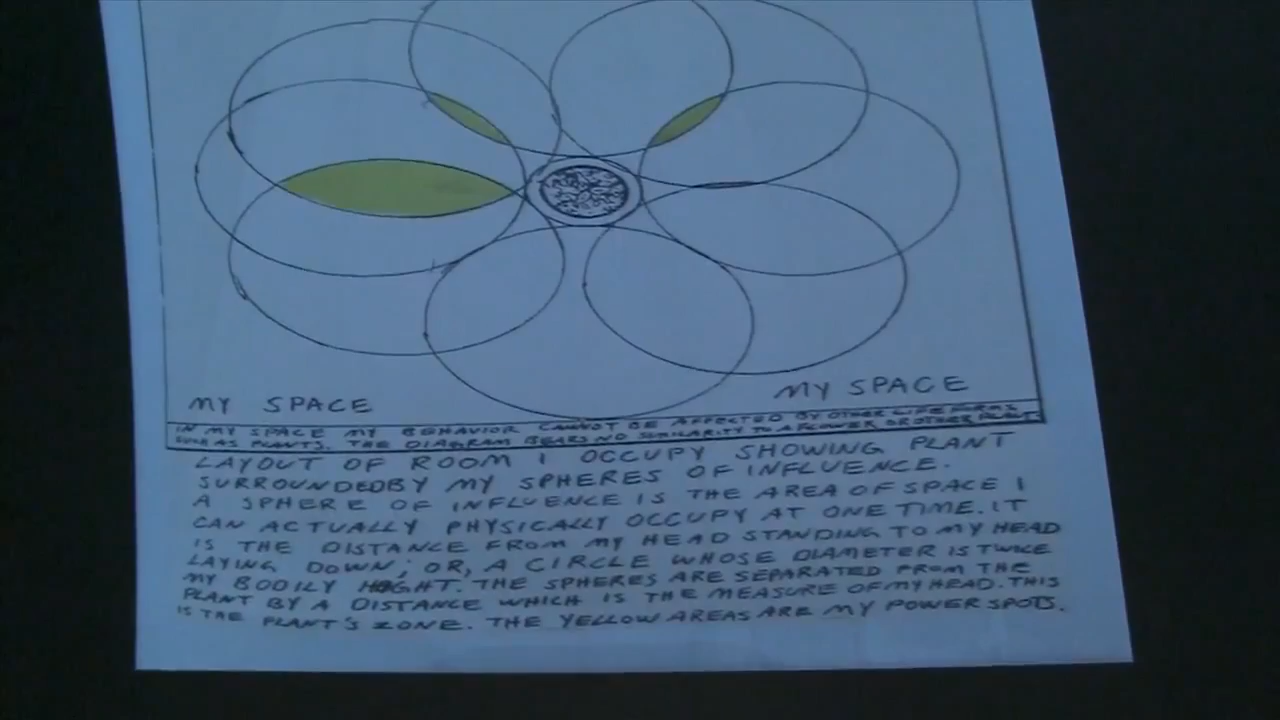 MY SPACE
MY SPACE
IN MY SPACE MY BEHAVIOR CANNOT BE AFFECTED BY OTHER LIFE FORMS
SUCH AS PLANTS. THE DIAGRAM BEARS NO SIMILARITY TO A FLOWER OR OTHER PLANT.
LAYOUT OF ROOM I OCCUPY SHOWING PLANT
SURROUNDEDBY MY SPHERES OF INFLUENCE.
A SPHERE OF INFLUENCE IS THE AREA OF SPACE I
CAN ACTUALLY PHYSICALLY OCCUPY AT ONE TIME. IT
IS THE DISTANCE FROM MY HEAD STANDING TO MY HEAD
LAYING DOWN; OR, A CIRCLE WHOSE DIAMETER IS TWICE
MY BODILY HEIGHT. THE SPHERES ARE SEPARATED FROM THE
PLANT BY A DISTANCE WHICH IS THE MEASURE OF MY HEAD. THIS
IS THE PLANT'S ZONE. THE YELLOW AREAS ARE MY POWER SPOTS.